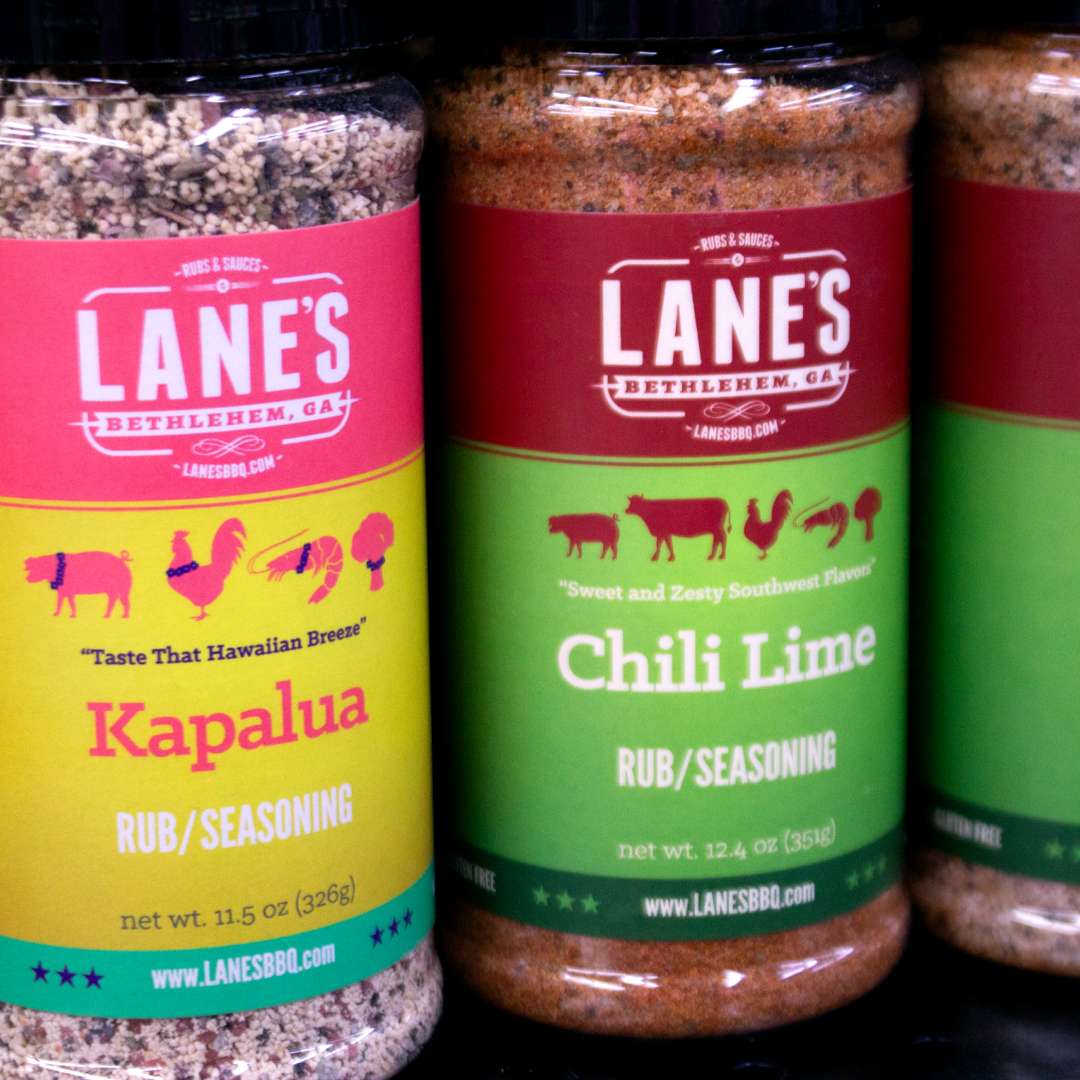 RUBS & SAUCES
LANE'S
BETHLEHEM, GA
LANESBBQ.COM
"Taste That Hawaiian Breeze"
Kapalua
RUB/SEASONING
net wt. 11.5 oz (326g)
www.LANESBBQ.com
RUBS & SAUCES
LANE'S
BETHLEHEM, GA
LANESBBQ.COM
"Sweet and Zesty Southwest Flavors"
Chili Lime
RUB/SEASONING
net wt. 12.4 oz (351g)
FREE
www.LANESBBQ.com
GLUTEN FREE